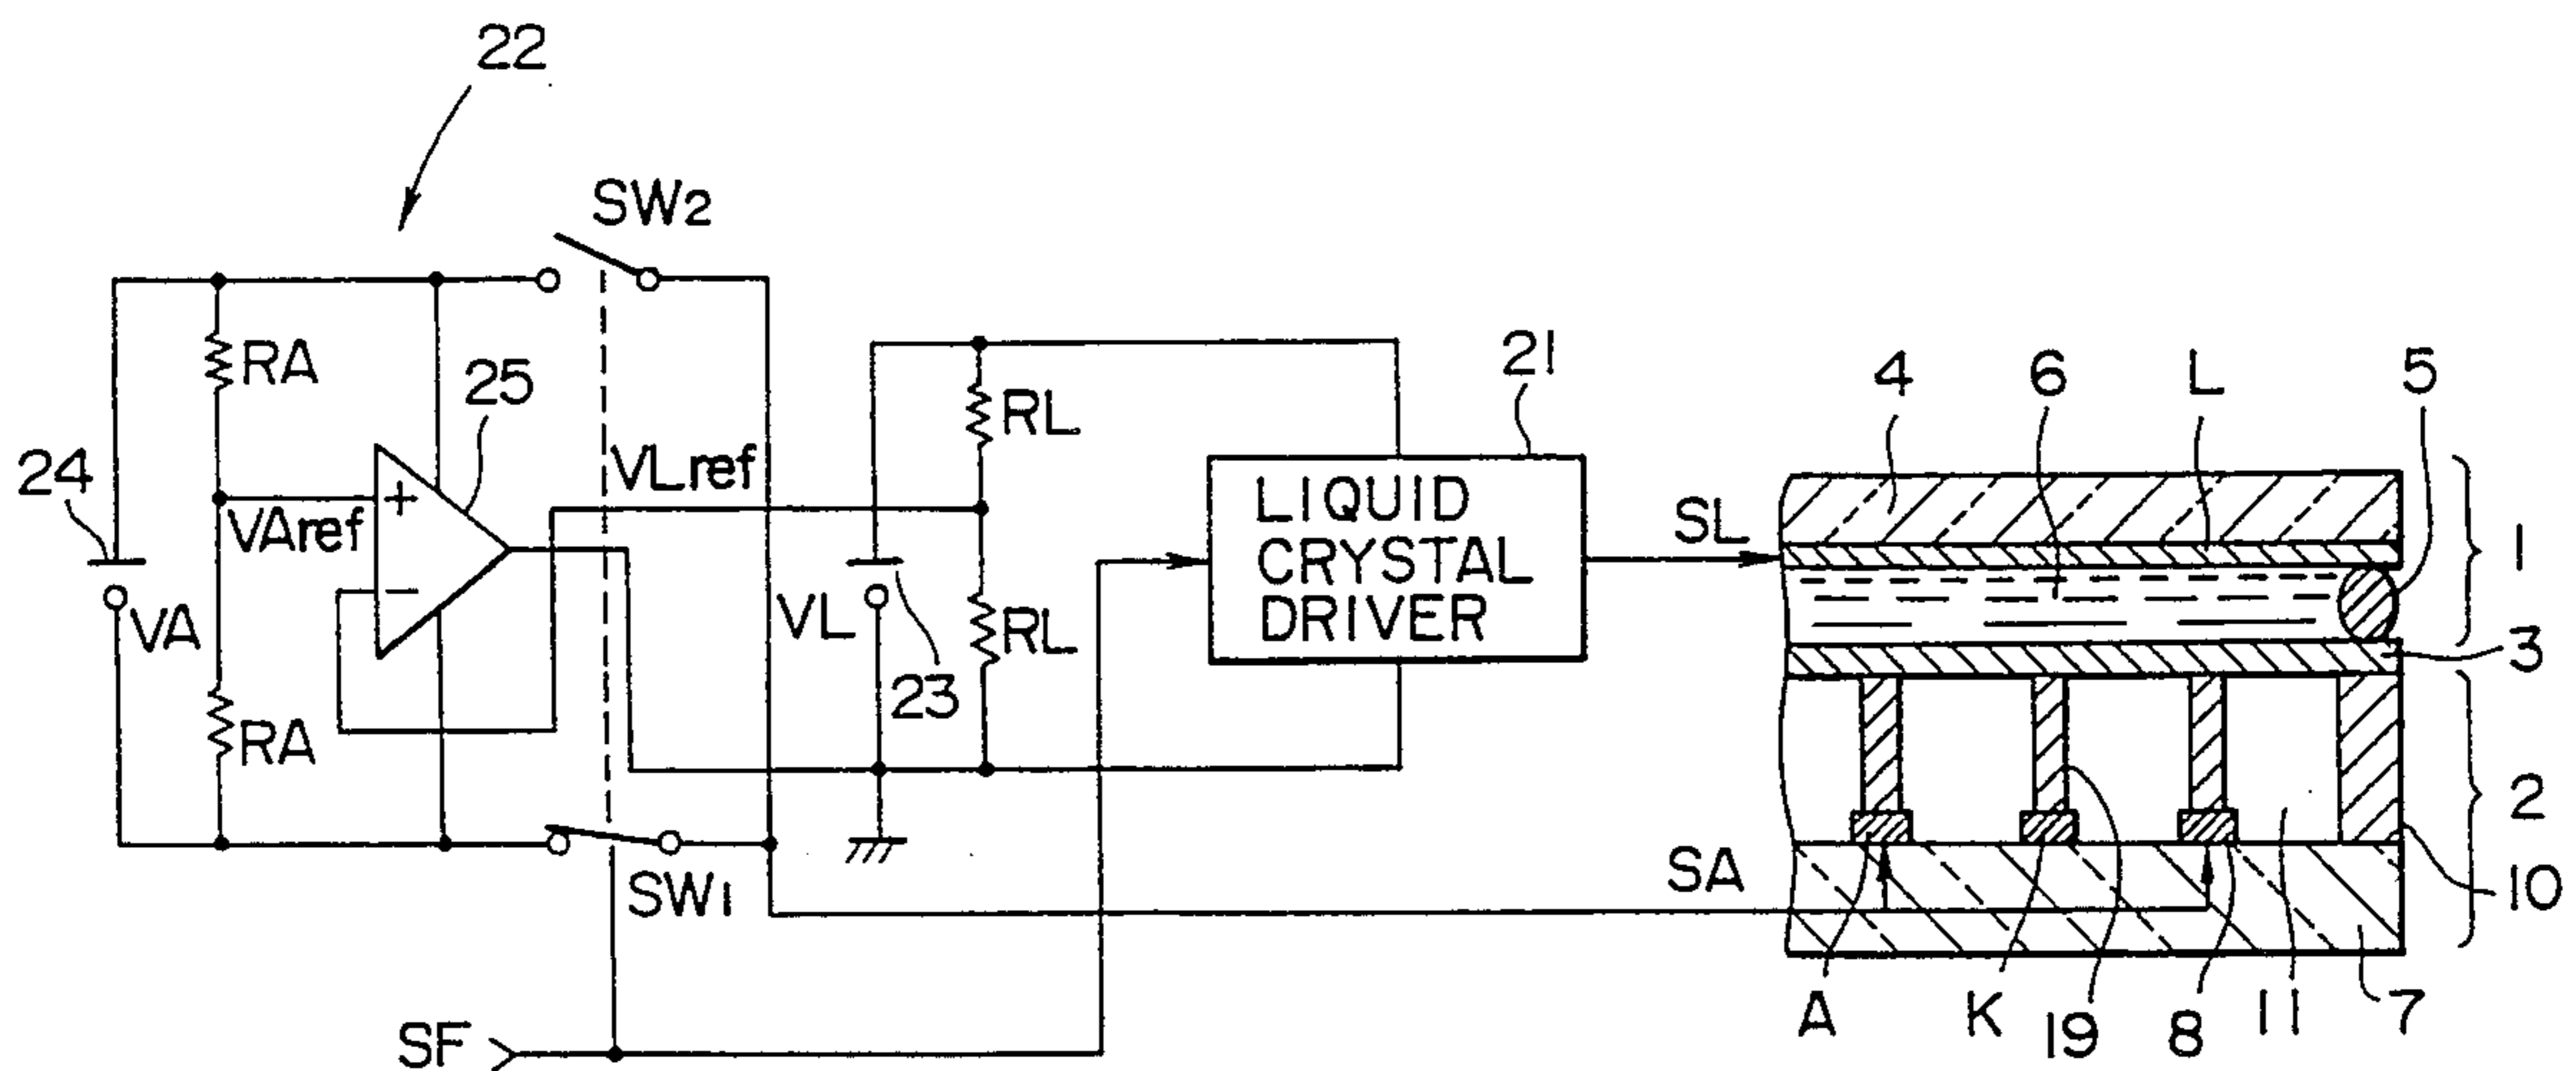 22
SW2
RA
25
24
VAref
+
−
VA
RA
SW1
SF
VLref
RL
VL
23
RL
21
LIQUID
CRYSTAL
DRIVER
SL
SA
4
6
L
5
1
3
2
10
7
11
8
19
K
A